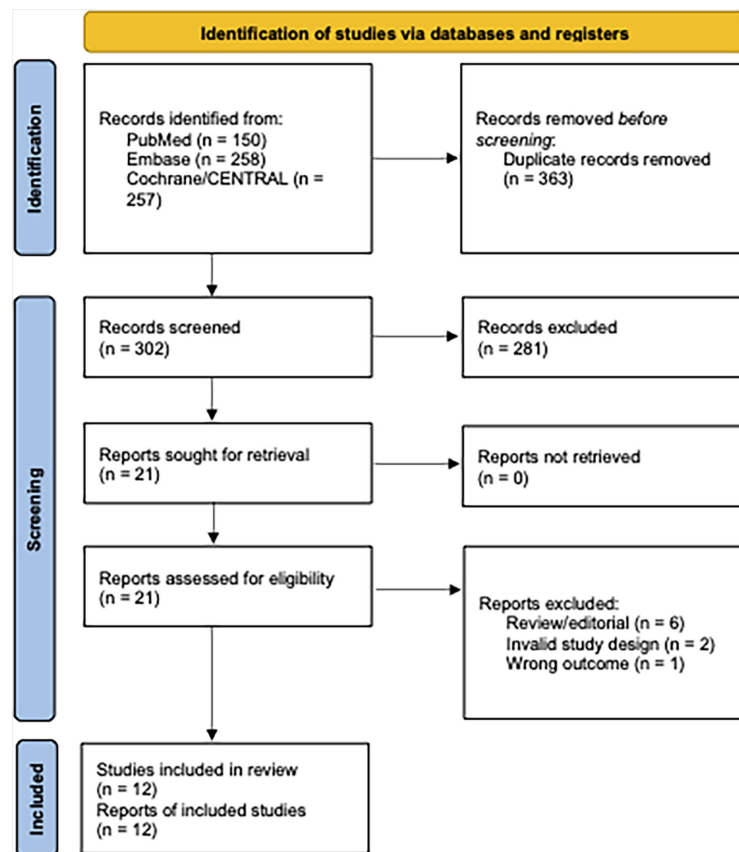 Identification of studies via databases and registers
Identification
Records identified from:
PubMed (n = 150)
Embase (n = 258)
Cochrane/CENTRAL (n =
257)
Records removed before
screening:
Duplicate records removed
(n = 363)
Screening
Records screened
(n = 302)
Records excluded
(n = 281)
Reports sought for retrieval
(n = 21)
Reports not retrieved
(n = 0)
Reports assessed for eligibility
(n = 21)
Reports excluded:
Review/editorial (n = 6)
Invalid study design (n = 2)
Wrong outcome (n = 1)
Included
Studies included in review
(n = 12)
Reports of included studies
(n = 12)